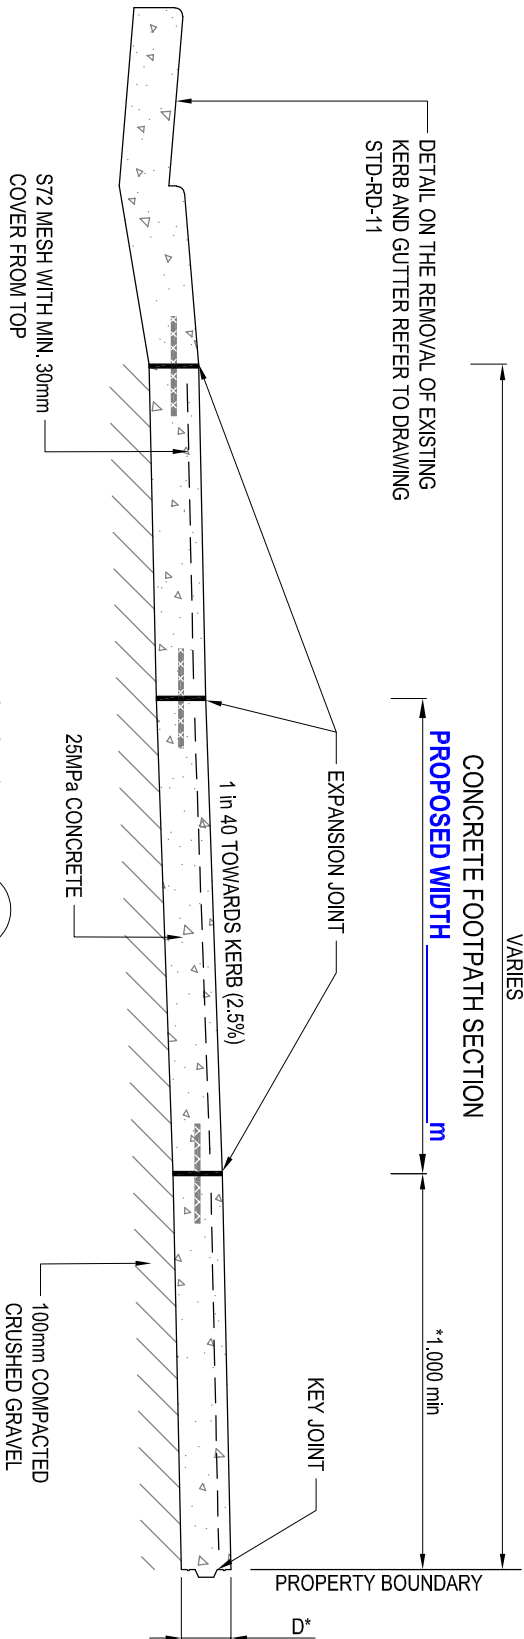 VARIES
CONCRETE FOOTPATH SECTION
PROPOSED WIDTH ________ m
*1.000 min
PROPERTY BOUNDARY
D*
DETAIL ON THE REMOVAL OF EXISTING
KERB AND GUTTER REFER TO DRAWING
STD-RD-11
EXPANSION JOINT
KEY JOINT
1 in 40 TOWARDS KERB (2.5%)
S72 MESH WITH MIN. 30mm
COVER FROM TOP
25MPa CONCRETE
100mm COMPACTED
CRUSHED GRAVEL